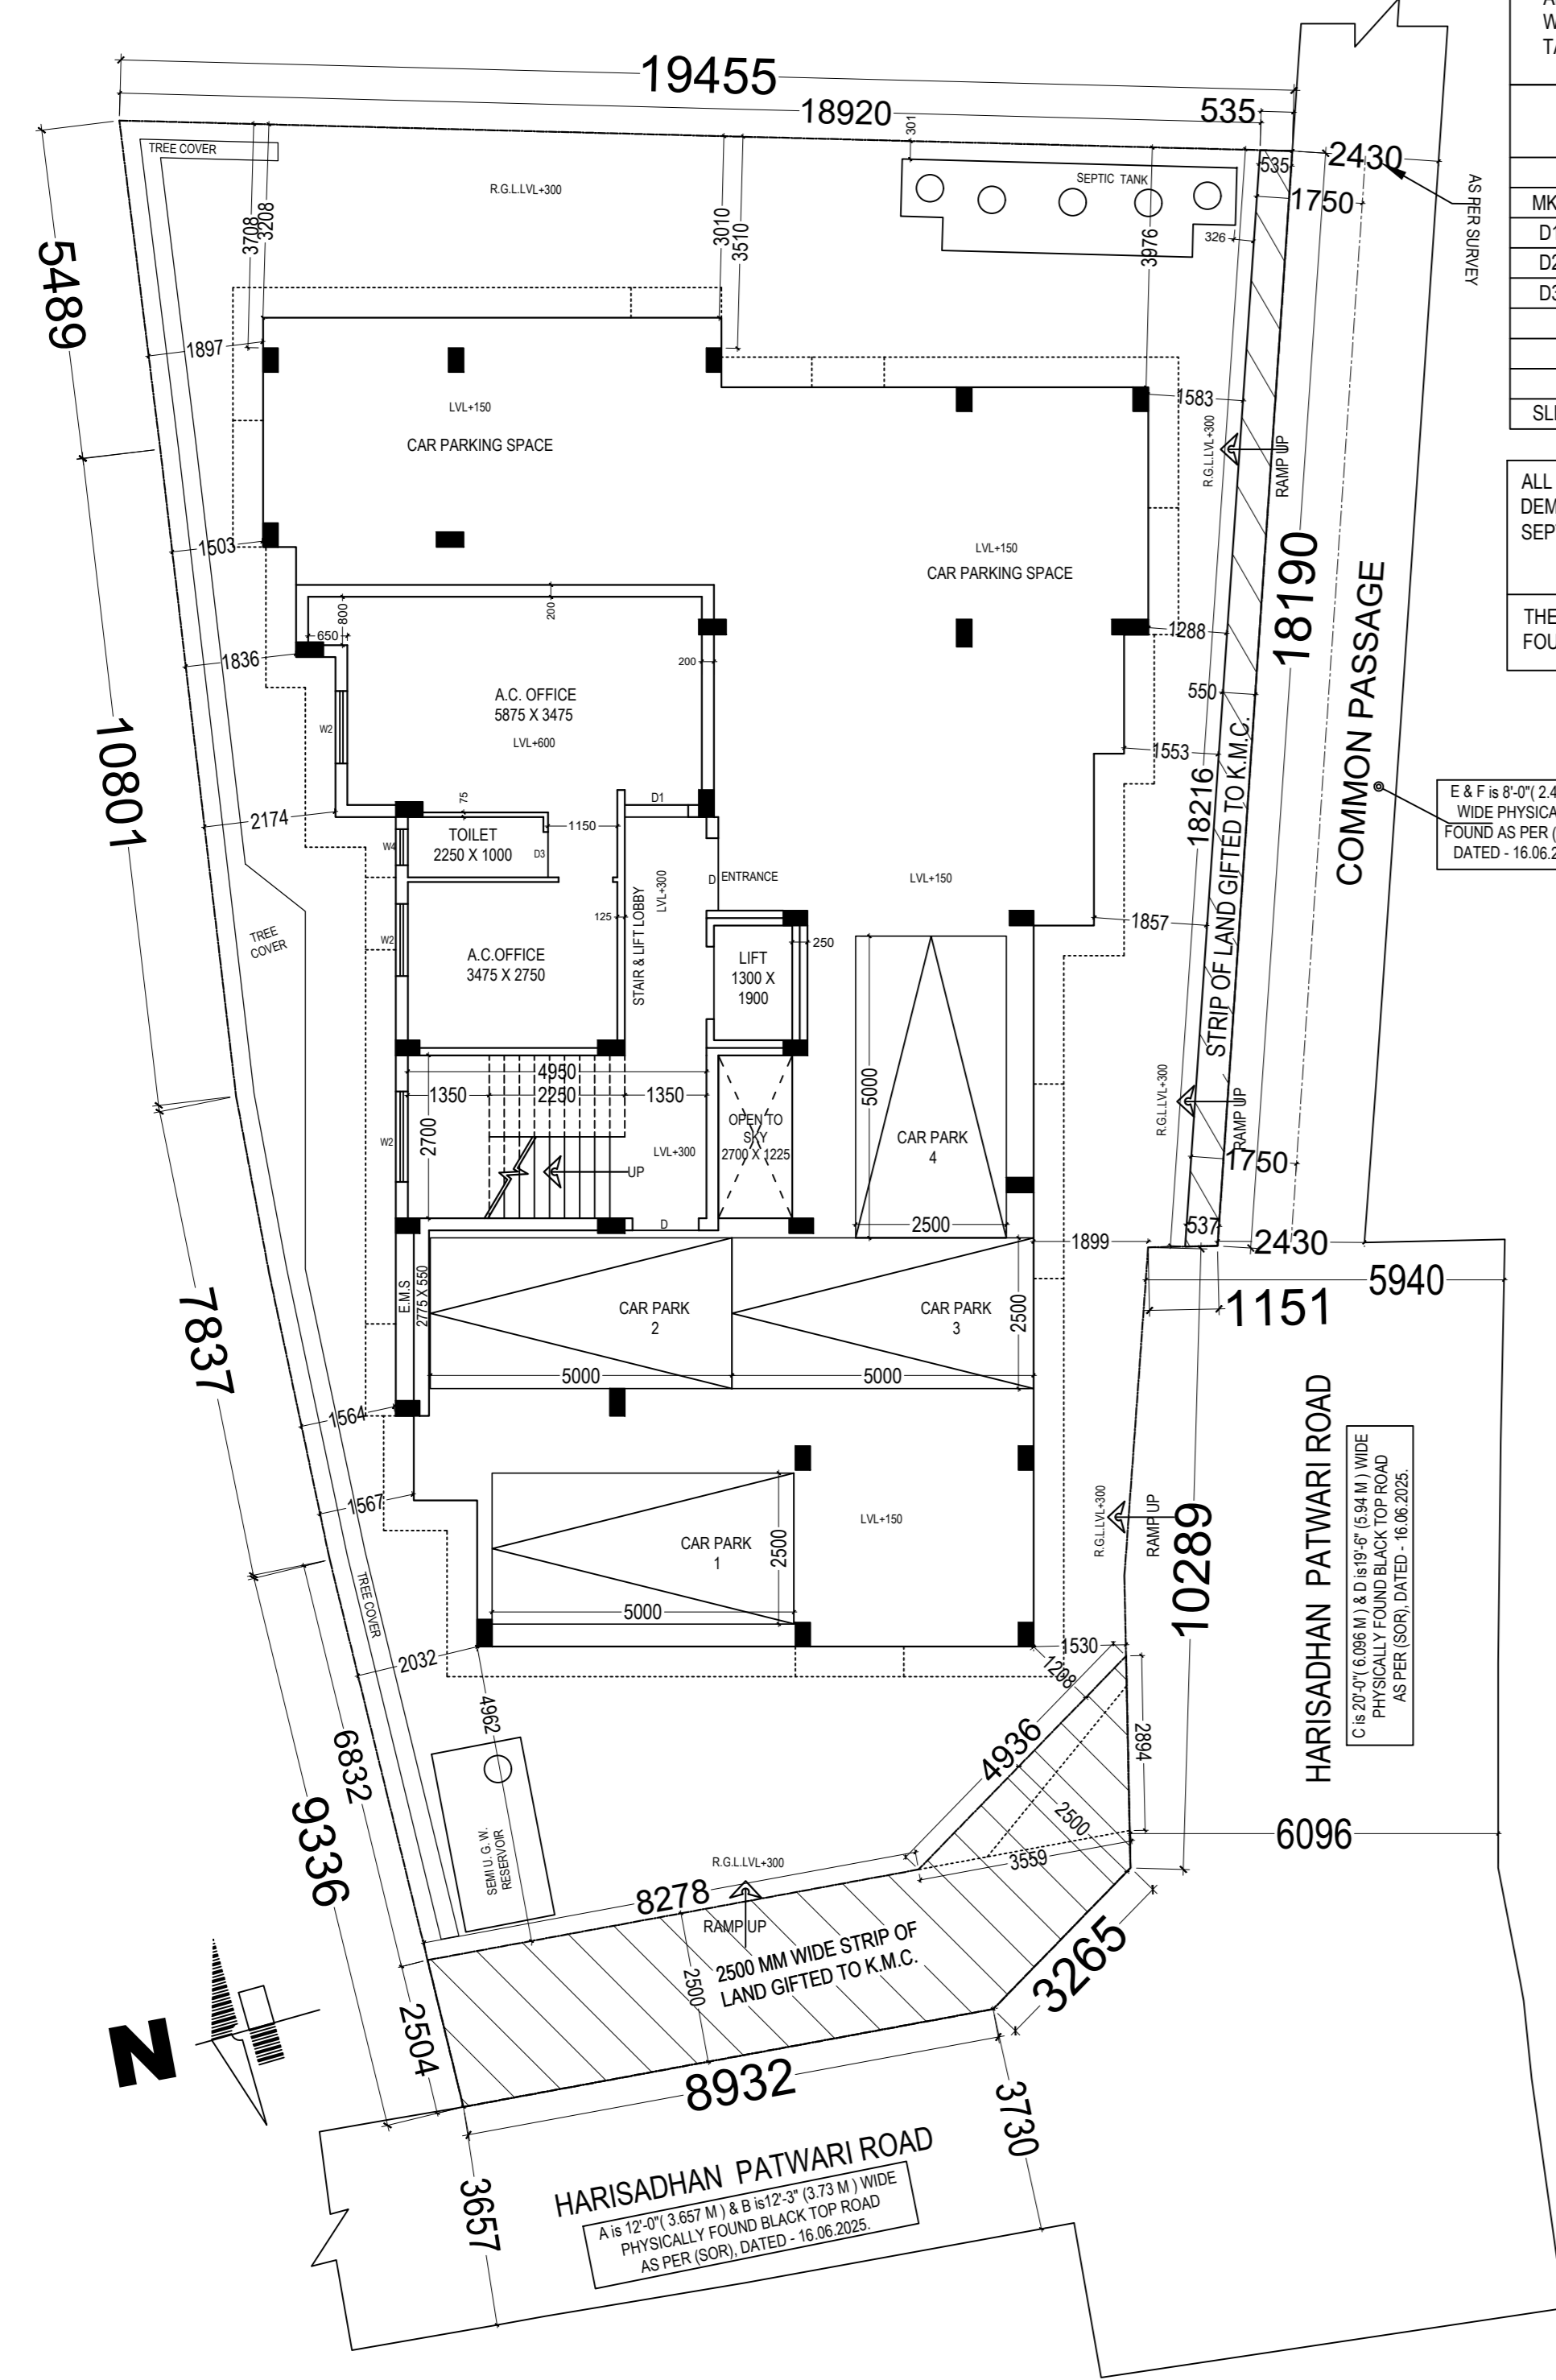 19455
18920
535
301
TREE COVER
R.G.L.LVL+300
SEPTIC TANK
535
2430
1750
AS PER SURVEY
3708
3208
3010
3510
3976
326
5489
1897
LVL+150
CAR PARKING SPACE
1583
R.G.L.LVL+300
RAMP UP
1503
LVL+150
CAR PARKING SPACE
18190
800
200
650
1836
200
1288
A.C. OFFICE
5875 X 3475
LVL+600
W2
550
1553
10801
18216
STRIP OF LAND GIFTED TO K.M.C.
COMMON PASSAGE
2174
75
D1
1150
TOILET
2250 X 1000
W4
D3
D
ENTRANCE
LVL+150
LVL+300
STAIR & LIFT LOBBY
125
1857
TREE
COVER
W2
A.C.OFFICE
3475 X 2750
LIFT
1300 X
1900
250
4950
1350
2250
1350
2700
W2
LVL+300
UP
OPEN TO
SKY
2700 X 1225
5000
CAR PARK
4
2500
R.G.L.LVL+300
RAMP UP
1750
537
2430
1899
D
5940
1151
E.M.S
2775 X 550
CAR PARK
2
CAR PARK
3
2500
5000
5000
7837
1564
1567
LVL+150
CAR PARK
1
2500
5000
R.G.L.LVL+300
RAMP UP
10289
HARISADHAN PATWARI ROAD
C is 20'-0"( 6.096 M ) & D is19'-6" (5.94 M ) WIDE
PHYSICALLY FOUND BLACK TOP ROAD
AS PER (SOR), DATED - 16.06.2025.
TREE COVER
2032
1530
1208
4962
6832
4936
2894
2500
3559
6096
9336
SEMI U. G. W.
RESERVOIR
R.G.L.LVL+300
8278
RAMP UP
2500
2500 MM WIDE STRIP OF
LAND GIFTED TO K.M.C.
3265
N
2504
8932
3730
3657
HARISADHAN PATWARI ROAD
A is 12'-0"( 3.657 M ) & B is12'-3" (3.73 M ) WIDE
PHYSICALLY FOUND BLACK TOP ROAD
AS PER (SOR), DATED - 16.06.2025.
MK
D1
D2
D3
ALL
DEM
SEP
THE
FOU
E & F is 8'-0"( 2.4
WIDE PHYSICA
FOUND AS PER (
DATED - 16.06.2